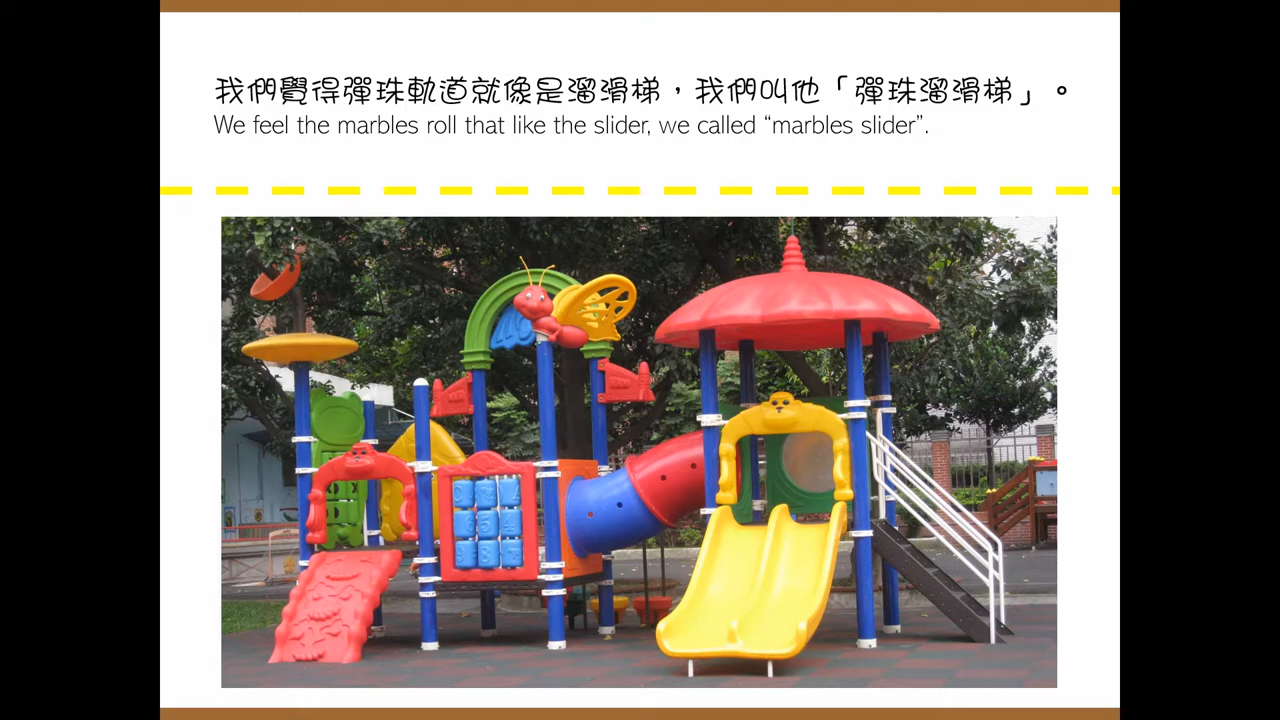 我們覺得彈珠軌道就像是溜滑梯，我們叫他「彈珠溜滑梯」。
We feel the marbles roll that like the slider, we called “marbles slider”.